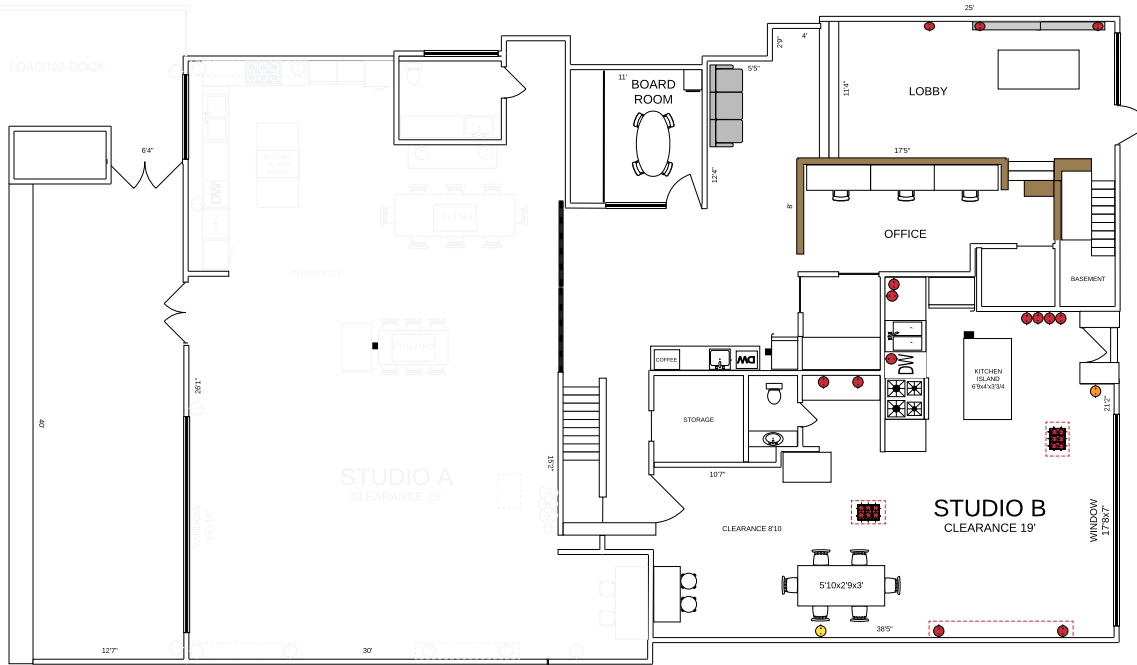 25'
2'9"
4'
5'5"
11'
BOARD
ROOM
LOADING DOCK
11'4"
LOBBY
6'4"
17'5"
12'4"
8'
OFFICE
BASEMENT
CLEARANCE
COFFEE
DW
DW
DW
KITCHEN
ISLAND
6'9x4'x3'3/4
26'1"
21'2"
40'
STORAGE
15'2"
10'7"
STUDIO A
CLEARANCE 19'
STUDIO B
CLEARANCE 19'
WINDOW
17'8x7'
WINDOW
CLEARANCE 8'10
5'10x2'9x3'
38'5"
12'7"
30'